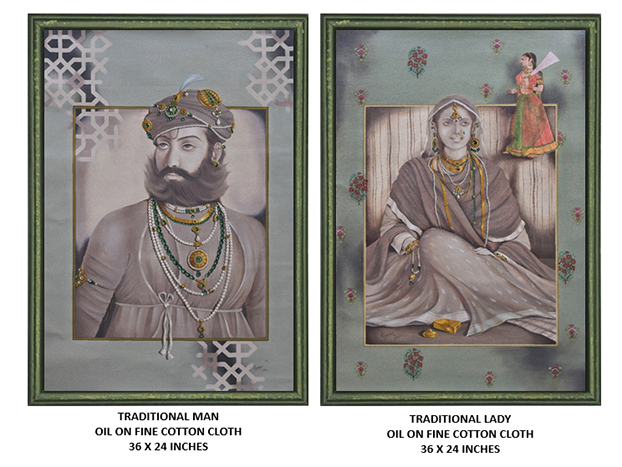 TRADITIONAL MAN
OIL ON FINE COTTON CLOTH
36 X 24 INCHES
TRADITIONAL LADY
OIL ON FINE COTTON CLOTH
36 X 24 INCHES